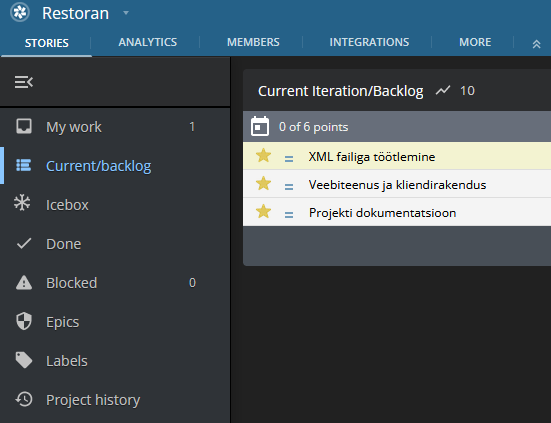 Restoran
STORIES ANALYTICS MEMBERS INTEGRATIONS MORE
My work 1
Current/backlog
Icebox
Done
Blocked 0
Epics
Labels
Project history
Current Iteration/Backlog 10
0 of 6 points
XML failiga töötlemine
Veebiteenus ja kliendirakendus
Projekti dokumentatsioon